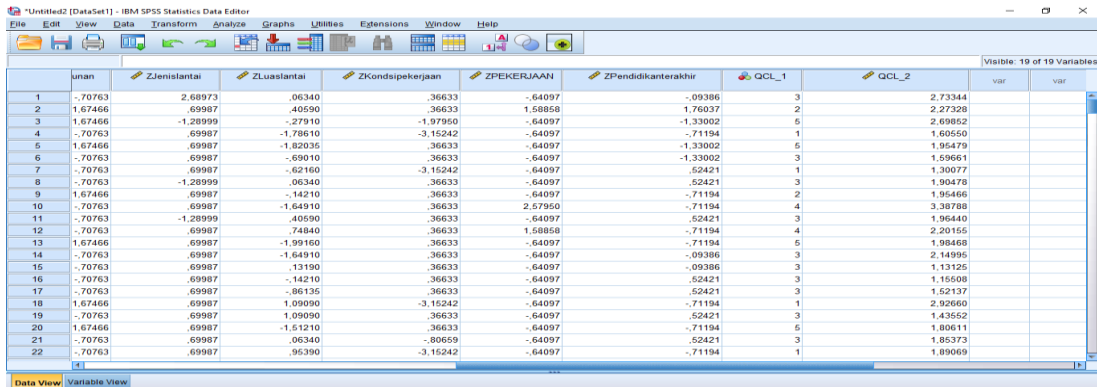 *Untitled2 [DataSet1] - IBM SPSS Statistics Data Editor
File Edit View Data Transform Analyze Graphs Utilities Extensions Window Help
Visible: 19 of 19 Variables
unan ZJenislantai ZLuaslantai ZKondsipekerjaan ZPEKERJAAN ZPendidikanterakhir QCL_1 QCL_2 var var
1 -,70763 2,68973 ,06340 ,36633 -,64097 -,09386 3 2,73344
2 1,67466 ,69987 ,40590 ,36633 1,58858 1,76037 2 2,27328
3 1,67466 -1,28999 -,27910 -1,97950 -,64097 -1,33002 5 2,69852
4 -,70763 ,69987 -1,78610 -3,15242 -,64097 -,71194 1 1,60550
5 1,67466 ,69987 -1,82035 ,36633 -,64097 -1,33002 5 1,95479
6 -,70763 ,69987 -,69010 ,36633 -,64097 -1,33002 3 1,59661
7 -,70763 ,69987 -,62160 -3,15242 -,64097 ,52421 1 1,30077
8 -,70763 -1,28999 ,06340 ,36633 -,64097 ,52421 3 1,90478
9 1,67466 ,69987 -,14210 ,36633 -,64097 -,71194 2 1,95466
10 -,70763 ,69987 -1,64910 ,36633 2,57950 -,71194 4 3,38788
11 -,70763 -1,28999 ,40590 ,36633 -,64097 ,52421 3 1,96440
12 -,70763 ,69987 ,74840 ,36633 1,58858 -,71194 4 2,20155
13 1,67466 ,69987 -1,99160 ,36633 -,64097 -,71194 5 1,98468
14 -,70763 ,69987 -1,64910 ,36633 -,64097 -,09386 3 2,14995
15 -,70763 ,69987 ,13190 ,36633 -,64097 -,09386 3 1,13125
16 -,70763 ,69987 -,14210 ,36633 -,64097 ,52421 3 1,15508
17 -,70763 ,69987 -,86135 ,36633 -,64097 ,52421 3 1,52137
18 1,67466 ,69987 1,09090 -3,15242 -,64097 -,71194 1 2,92660
19 -,70763 ,69987 1,09090 ,36633 -,64097 ,52421 3 1,43552
20 1,67466 ,69987 -1,51210 ,36633 -,64097 -,71194 5 1,80611
21 -,70763 ,69987 ,06340 -,80659 -,64097 ,52421 3 1,85373
22 -,70763 ,69987 ,95390 -3,15242 -,64097 -,71194 1 1,89069
Data View Variable View